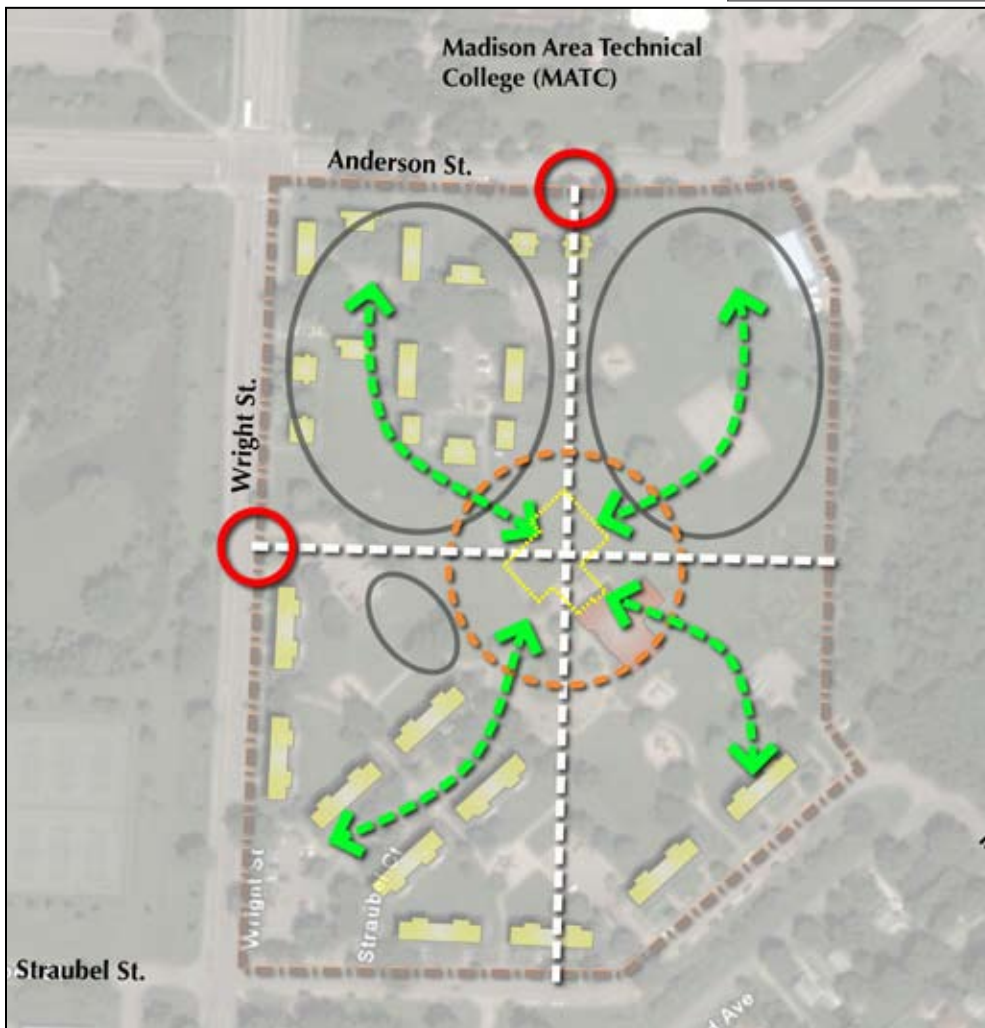 Madison Area Technical
College (MATC)
Anderson St.
Wright St.
Wright St
Straubel Ct
Straubel St.
Ave